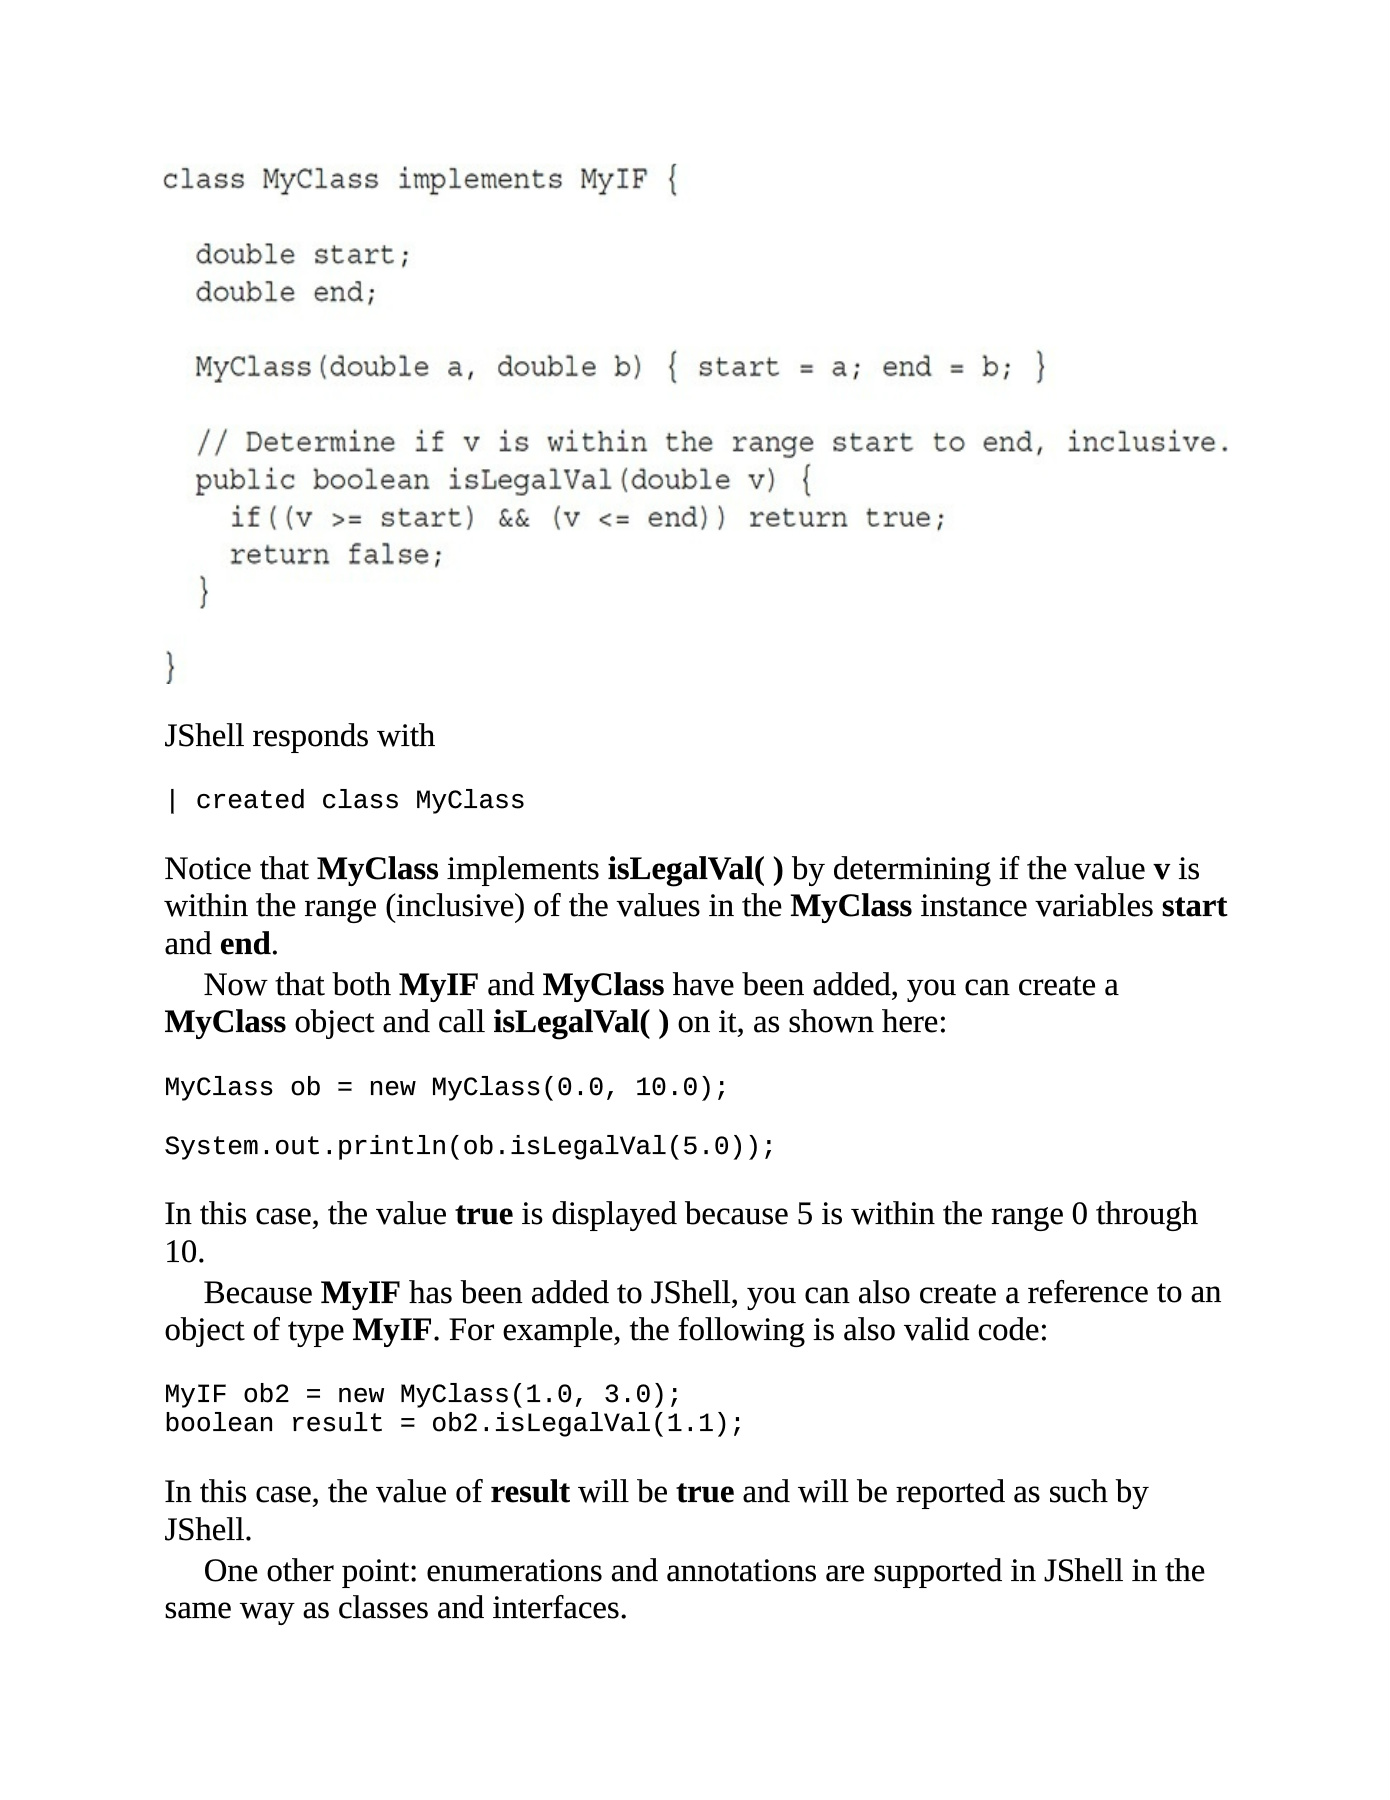 class MyClass implements MyIF {
double start;
double end;
MyClass(double a, double b) { start = a; end = b; }
// Determine if v is within the range start to end, inclusive.
public boolean isLegalVal(double v) {
if((v >= start) && (v <= end)) return true;
return false;
}
}
JShell responds with
| created class MyClass
Notice that MyClass implements isLegalVal( ) by determining if the value v is
within the range (inclusive) of the values in the MyClass instance variables start
and end.
Now that both MyIF and MyClass have been added, you can create a
MyClass object and call isLegalVal( ) on it, as shown here:
MyClass ob = new MyClass(0.0, 10.0);
System.out.println(ob.isLegalVal(5.0));
In this case, the value true is displayed because 5 is within the range 0 through
10.
Because MyIF has been added to JShell, you can also create a reference to an
object of type MyIF. For example, the following is also valid code:
MyIF ob2 = new MyClass(1.0, 3.0);
boolean result = ob2.isLegalVal(1.1);
In this case, the value of result will be true and will be reported as such by
JShell.
One other point: enumerations and annotations are supported in JShell in the
same way as classes and interfaces.